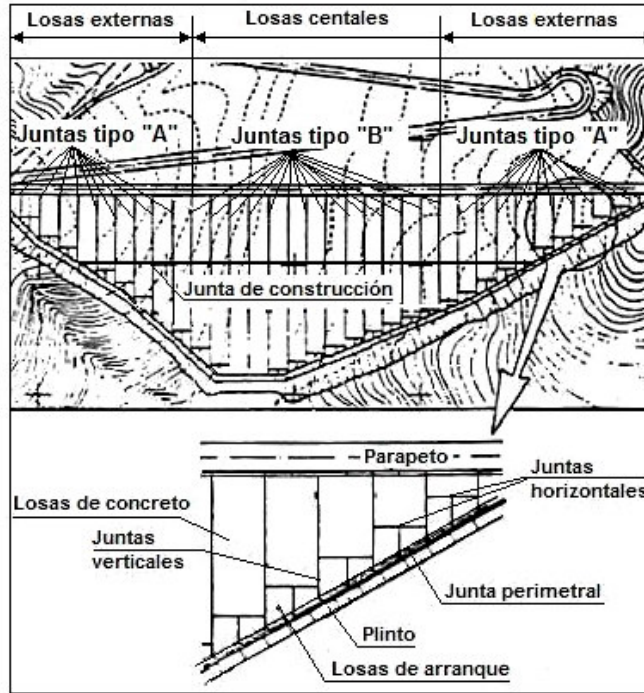 Losas externas
Losas centales
Losas externas
Juntas tipo "A"
Juntas tipo "B"
Juntas tipo "A"
Junta de construcción
Parapeto
Juntas
horizontales
Losas de concreto
Juntas
verticales
Junta perimetral
Plinto
Losas de arranque